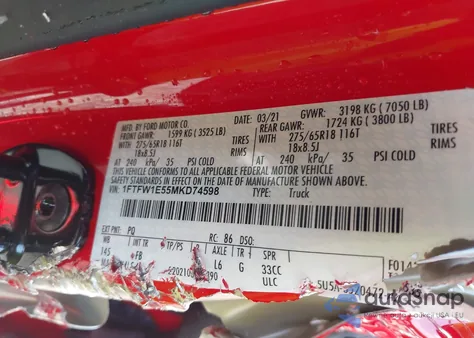 MFD. BY FORD MOTOR CO.
03/21 GVWR: 3198 KG ( 7050 LB)
FRONT GAWR: 1599 KG ( 3525 LB) REAR GAWR: 1724 KG ( 3800 LB)
WITH 275/65R18 116T TIRES WITH 275/65R18 116T TIRES
18x8.5J RIMS 18x8.5J RIMS
AT 240 kPa/ 35 PSI COLD AT 240 kPa/ 35 PSI COLD
THIS VEHICLE CONFORMS TO ALL APPLICABLE FEDERAL MOTOR VEHICLE
SAFETY STANDARDS IN EFFECT ON THE DATE OF MANUFACTURE SHOWN ABOVE.
VIN: 1FTFW1E55MKD74598 TYPE: Truck
EXT PNT: PQ RC: 86 DSO:
WB INT TR TP/PS R AXLE TR SPR
145 FB L6 G 33CC
ULC
autoSnap